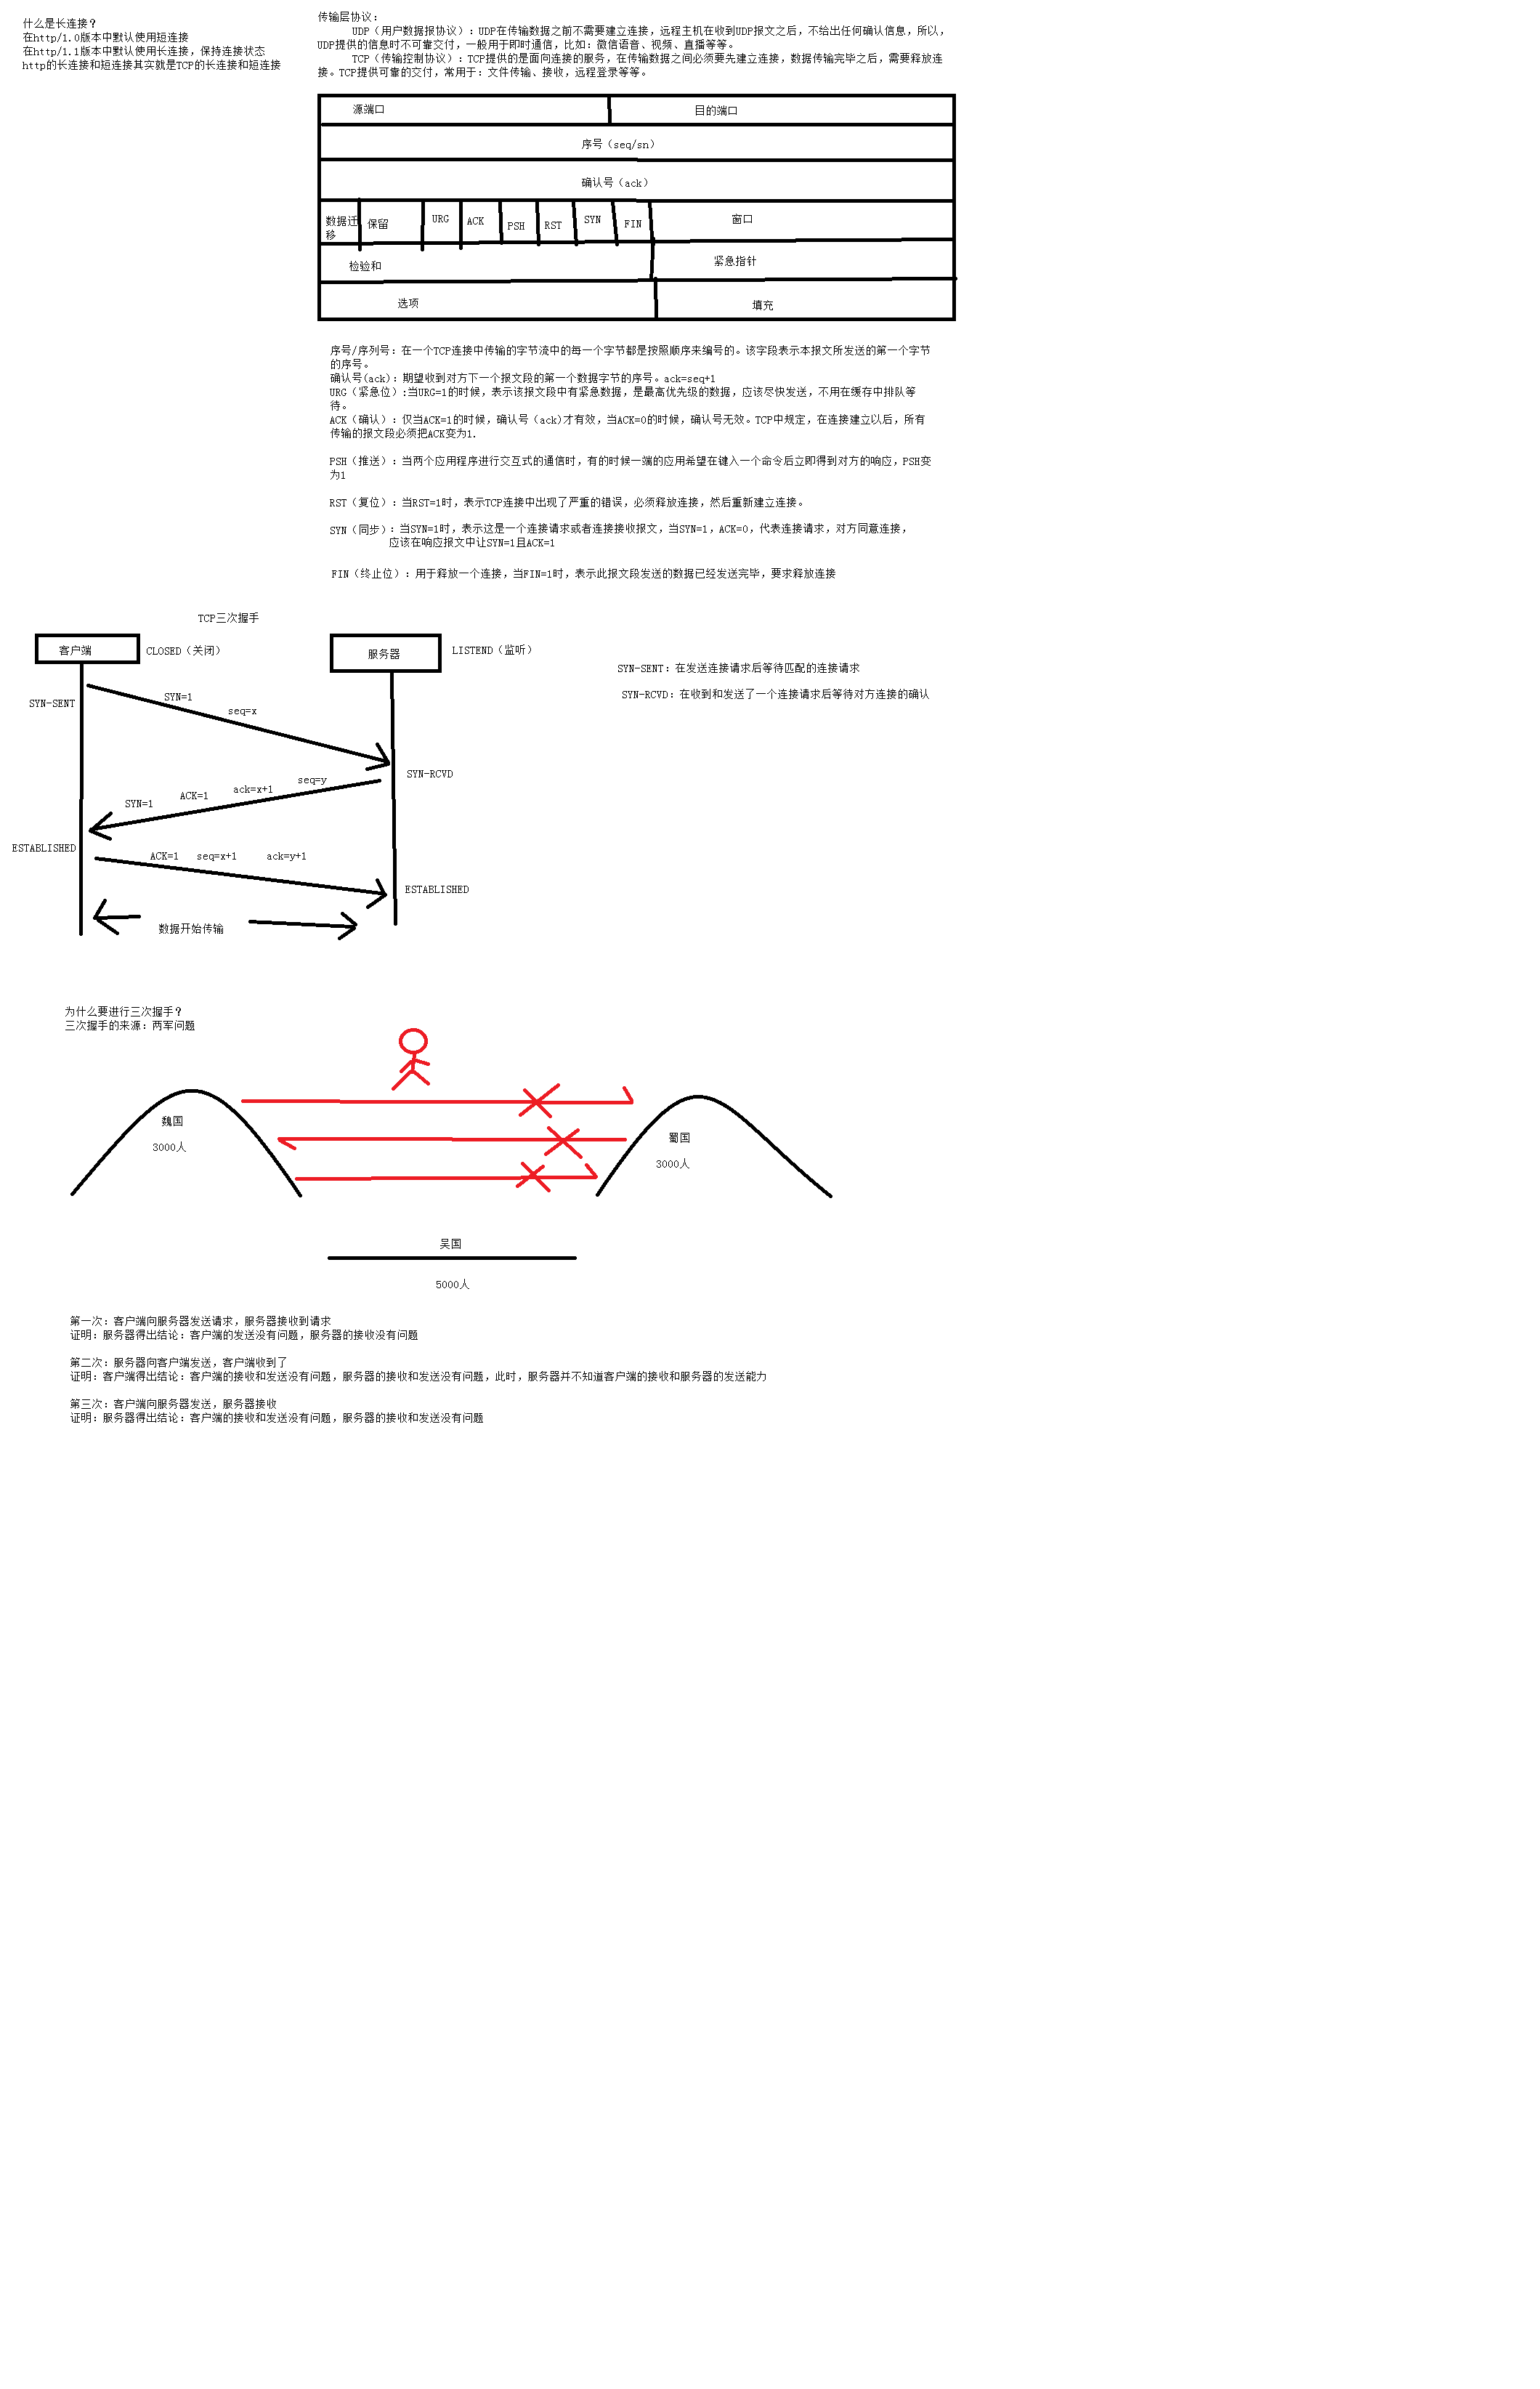 什么是长连接？
在http/1.0版本中默认使用短连接
在http/1.1版本中默认使用长连接，保持连接状态
http的长连接和短连接其实就是TCP的长连接和短连接
传输层协议：
UDP（用户数据报协议）：UDP在传输数据之前不需要建立连接，远程主机在收到UDP报文之后，不给出任何确认信息，所以，
UDP提供的信息时不可靠交付，一般用于即时通信，比如：微信语音、视频、直播等等。
TCP（传输控制协议）：TCP提供的是面向连接的服务，在传输数据之间必须要先建立连接，数据传输完毕之后，需要释放连
接。TCP提供可靠的交付，常用于：文件传输、接收，远程登录等等。
源端口 目的端口
序号（seq/sn）
确认号（ack）
数据迁 保留 URG ACK PSH RST SYN FIN 窗口
移
检验和 紧急指针
选项 填充
序号/序列号：在一个TCP连接中传输的字节流中的每一个字节都是按照顺序来编号的。该字段表示本报文所发送的第一个字节
的序号。
确认号(ack)：期望收到对方下一个报文段的第一个数据字节的序号。ack=seq+1
URG（紧急位）:当URG=1的时候，表示该报文段中有紧急数据，是最高优先级的数据，应该尽快发送，不用在缓存中排队等
待。
ACK（确认）：仅当ACK=1的时候，确认号（ack)才有效，当ACK=0的时候，确认号无效。TCP中规定，在连接建立以后，所有
传输的报文段必须把ACK变为1.
PSH（推送）：当两个应用程序进行交互式的通信时，有的时候一端的应用希望在键入一个命令后立即得到对方的响应，PSH变
为1
RST（复位）：当RST=1时，表示TCP连接中出现了严重的错误，必须释放连接，然后重新建立连接。
SYN（同步）：当SYN=1时，表示这是一个连接请求或者连接接收报文，当SYN=1，ACK=0，代表连接请求，对方同意连接，
应该在响应报文中让SYN=1且ACK=1
FIN（终止位）：用于释放一个连接，当FIN=1时，表示此报文段发送的数据已经发送完毕，要求释放连接
TCP三次握手
客户端 CLOSED（关闭） 服务器 LISTEND（监听）
SYN-SENT：在发送连接请求后等待匹配的连接请求
SYN-RCVD：在收到和发送了一个连接请求后等待对方连接的确认
SYN-SENT SYN=1 seq=x
SYN-RCVD
SYN=1 ACK=1 ack=x+1 seq=y
ESTABLISHED
ACK=1 seq=x+1 ack=y+1
ESTABLISHED
数据开始传输
为什么要进行三次握手？
三次握手的来源：两军问题
魏国
3000人
蜀国
3000人
吴国
5000人
第一次：客户端向服务器发送请求，服务器接收到请求
证明：服务器得出结论：客户端的发送没有问题，服务器的接收没有问题
第二次：服务器向客户端发送，客户端收到了
证明：客户端得出结论：客户端的接收和发送没有问题，服务器的接收和发送没有问题，此时，服务器并不知道客户端的接收和服务器的发送能力
第三次：客户端向服务器发送，服务器接收
证明：服务器得出结论：客户端的接收和发送没有问题，服务器的接收和发送没有问题